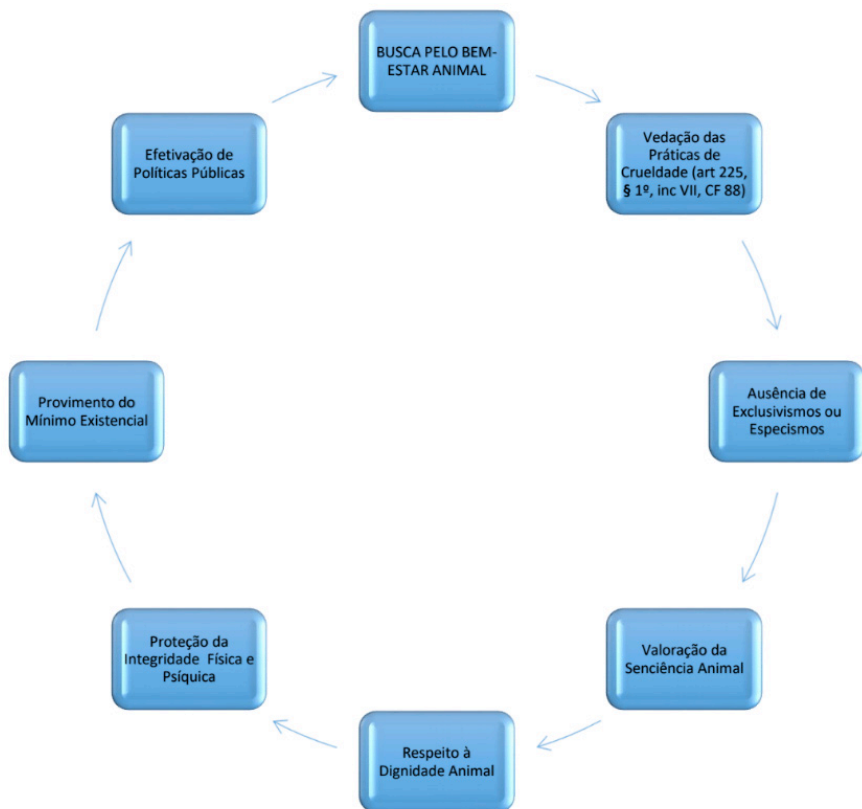 BUSCA PELO BEM-
ESTAR ANIMAL
Vedação das
Práticas de
Crueldade (art 225,
§ 1º, inc VII, CF 88)
Ausência de
Exclusivismos ou
Especismos
Valoração da
Senciência Animal
Respeito à
Dignidade Animal
Proteção da
Integridade Física e
Psíquica
Provimento do
Mínimo Existencial
Efetivação de
Políticas Públicas